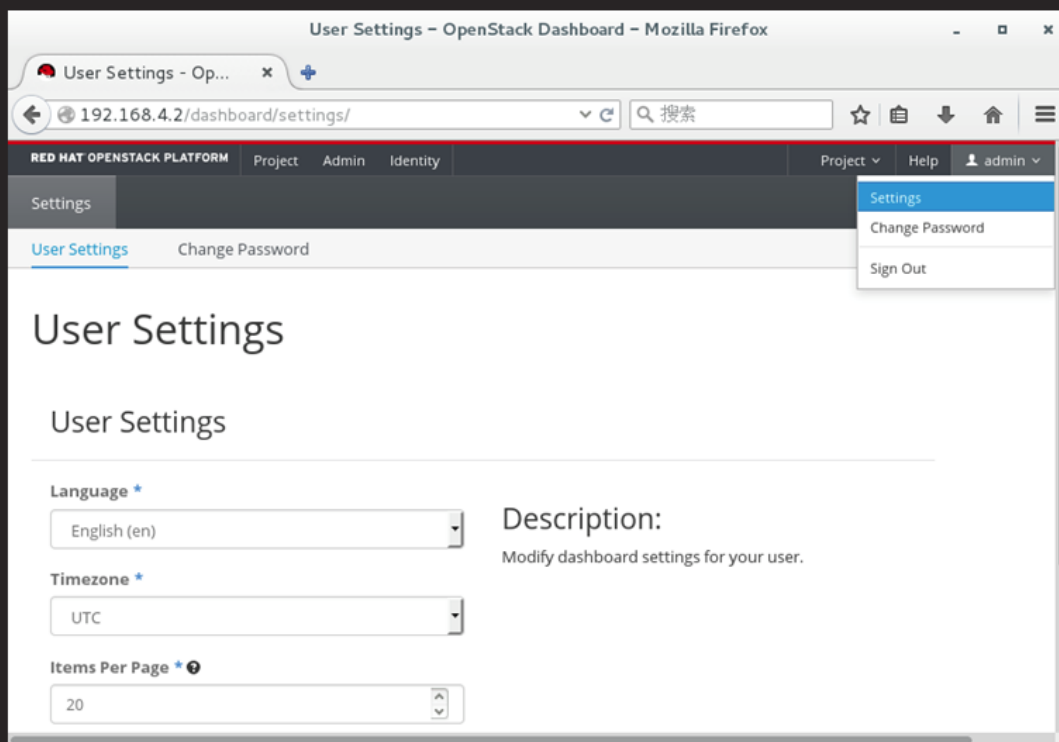 User Settings – OpenStack Dashboard – Mozilla Firefox
User Settings - Op...
192.168.4.2/dashboard/settings/
搜索
RED HAT OPENSTACK PLATFORM Project Admin Identity Project Help admin
Settings
Settings
Change Password
Sign Out
User Settings Change Password
User Settings
User Settings
Language *
English (en)
Description:
Modify dashboard settings for your user.
Timezone *
UTC
Items Per Page *
20